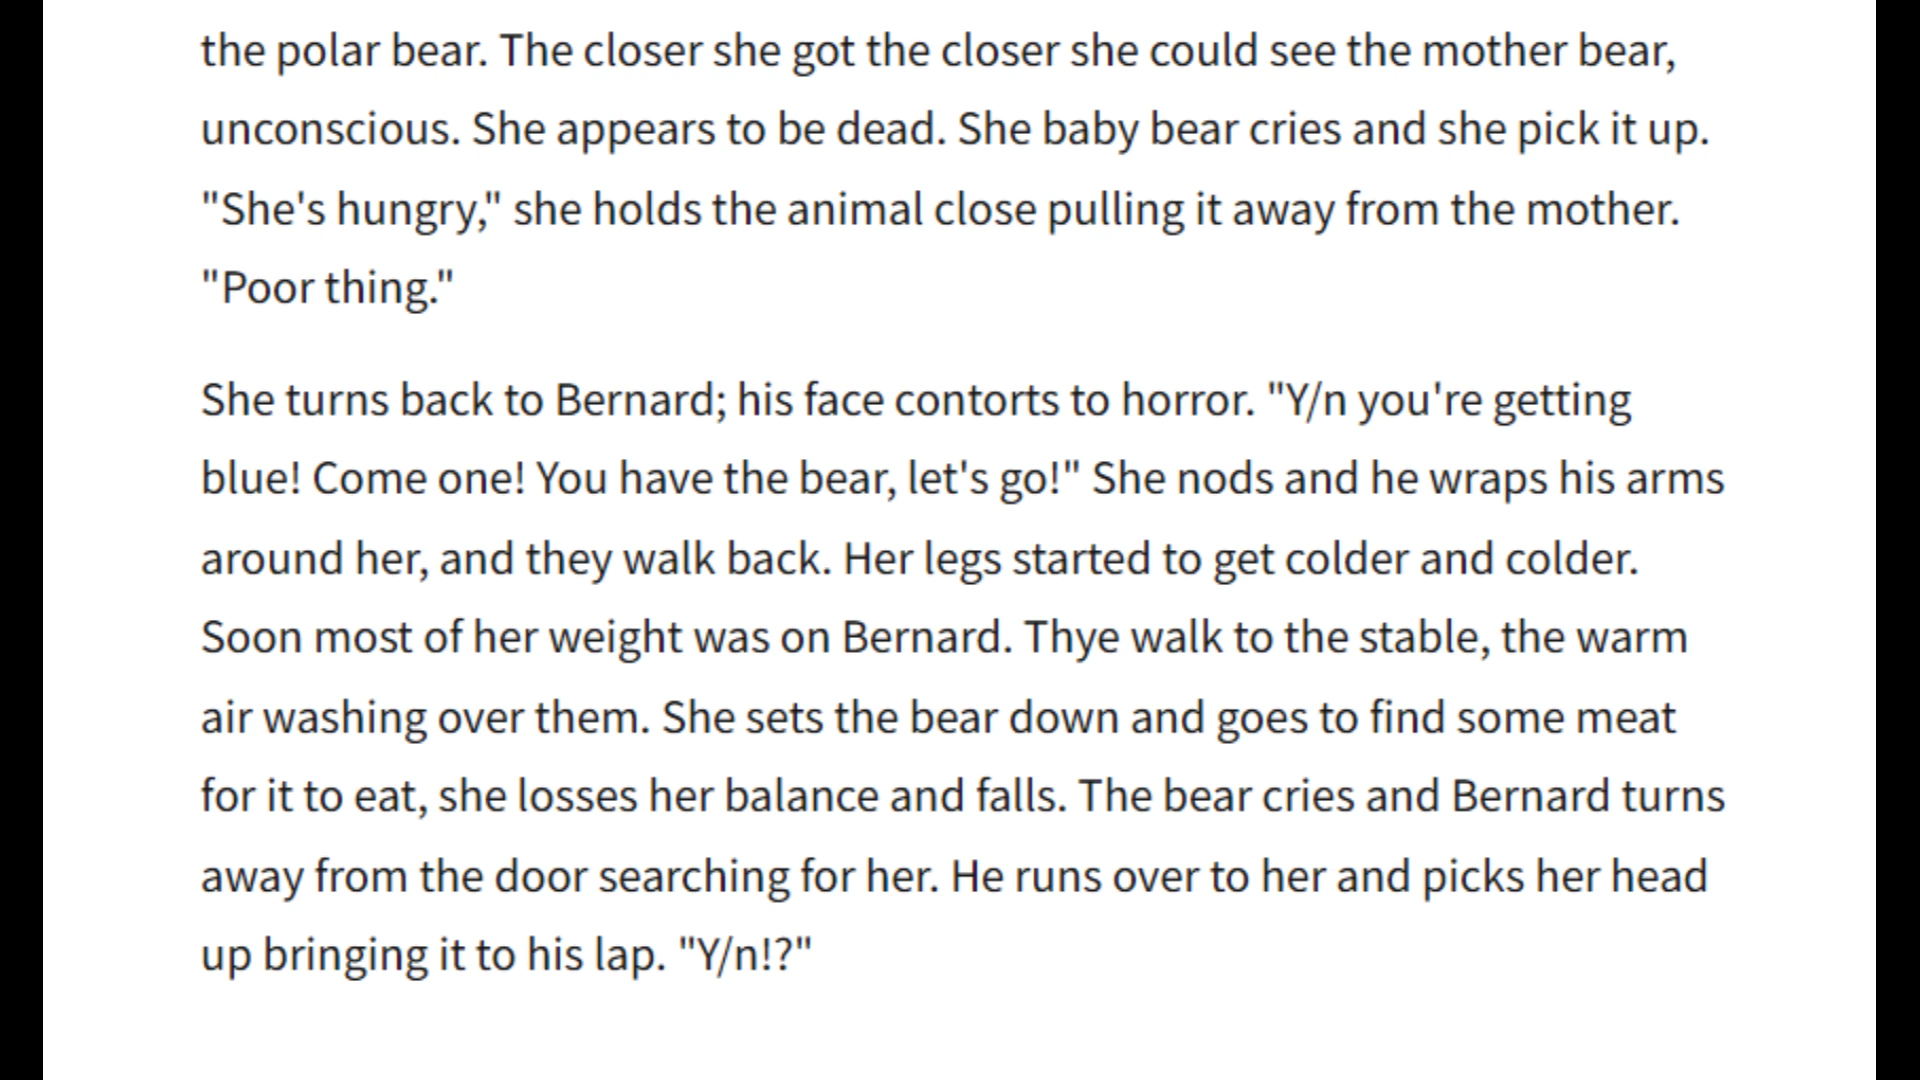 the polar bear. The closer she got the closer she could see the mother bear,
unconscious. She appears to be dead. She baby bear cries and she pick it up.
"She's hungry," she holds the animal close pulling it away from the mother.
"Poor thing."
She turns back to Bernard; his face contorts to horror. "Y/n you're getting
blue! Come one! You have the bear, let's go!" She nods and he wraps his arms
around her, and they walk back. Her legs started to get colder and colder.
Soon most of her weight was on Bernard. Thye walk to the stable, the warm
air washing over them. She sets the bear down and goes to find some meat
for it to eat, she losses her balance and falls. The bear cries and Bernard turns
away from the door searching for her. He runs over to her and picks her head
up bringing it to his lap. "Y/n!?"